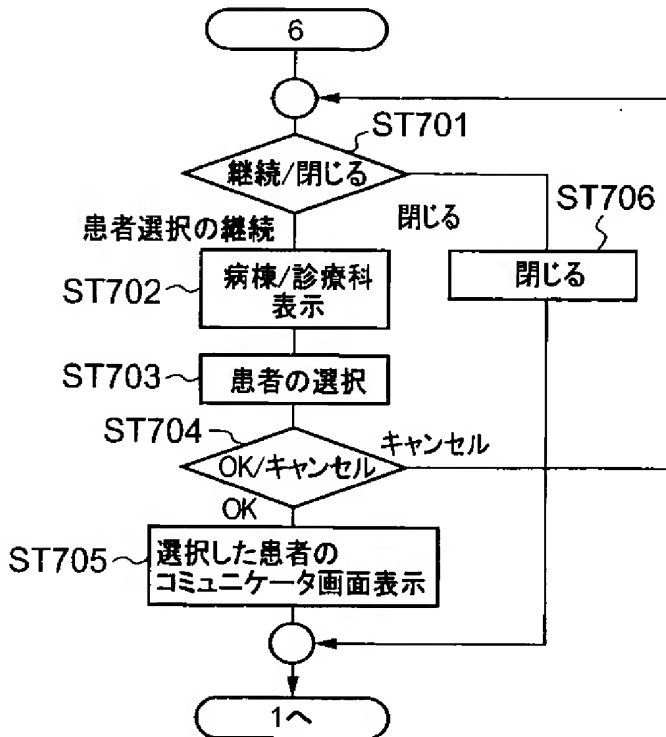 6
ST701
継続/閉じる
閉じる
ST706
患者選択の継続
ST702
病棟/診療科
表示
閉じる
ST703
患者の選択
ST704
OK/キャンセル
キャンセル
OK
ST705
選択した患者の
コミュニケータ画面表示
1へ